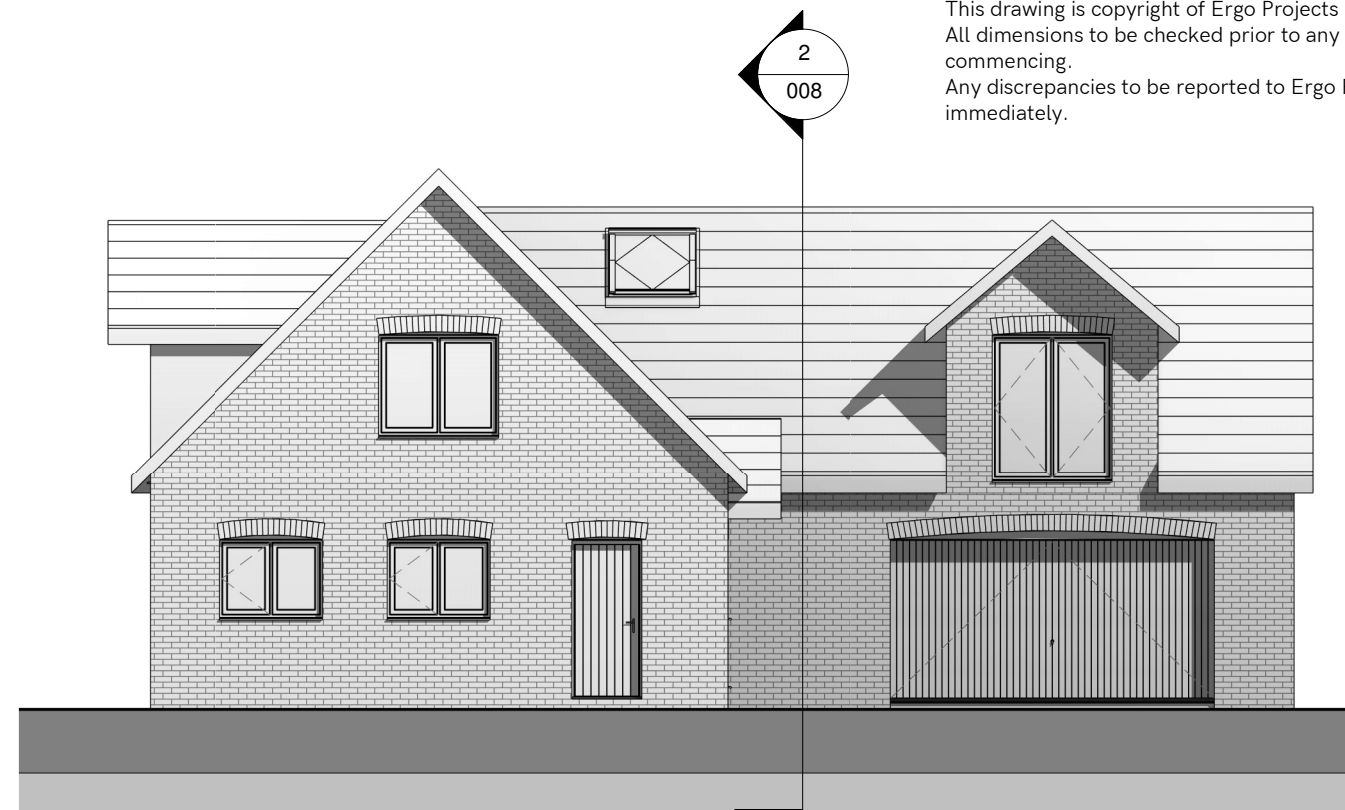 This drawing is copyright of Ergo Projects
All dimensions to be checked prior to any
commencing.
Any discrepancies to be reported to Ergo
immediately.
2
008